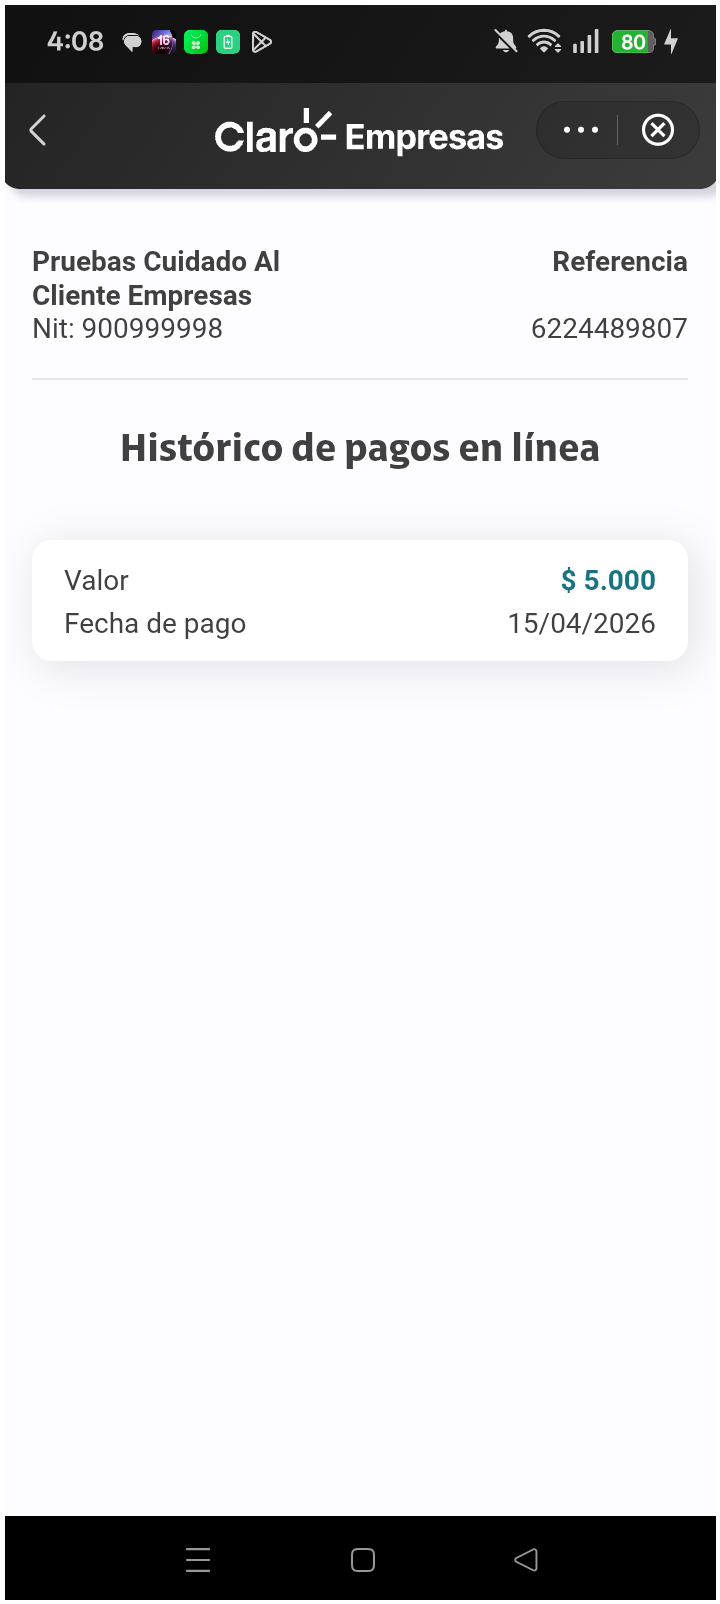 4:08
16
80
Claro Empresas
Pruebas Cuidado Al
Cliente Empresas
Nit: 900999998
Referencia
6224489807
Histórico de pagos en línea
Valor
$ 5.000
Fecha de pago
15/04/2026